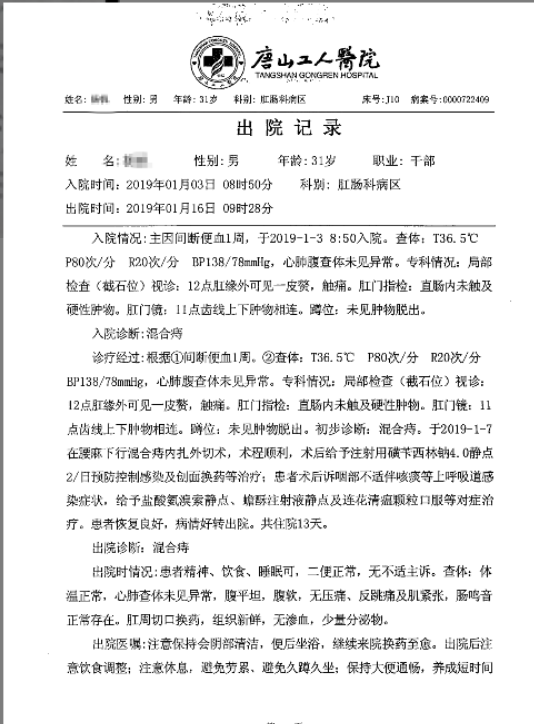 唐山工人醫院
TANGSHAN GONGREN HOSPITAL
姓名: 性别: 男 年龄: 31岁 科别: 肛肠科病区 床号: J10 病案号: 0000722409
出院记录
姓 名: 性别: 男 年龄: 31岁 职业: 干部
入院时间: 2019年01月03日 08时50分 科别: 肛肠科病区
出院时间: 2019年01月16日 09时28分
入院情况: 主因间断便血1周, 于2019-1-3 8:50入院。查体: T36.5℃
P80次/分 R20次/分 BP138/78mmHg, 心肺腹查体未见异常。专科情况: 局部
检查(截石位)视诊: 12点肛缘外可见一皮赘, 触痛。肛门指检: 直肠内未触及
硬性肿物。肛门镜: 11点齿线上下肿物相连。蹲位: 未见肿物脱出。
入院诊断: 混合痔
诊疗经过: 根据①间断便血1周。②查体: T36.5℃ P80次/分 R20次/分
BP138/78mmHg, 心肺腹查体未见异常。专科情况: 局部检查(截石位)视诊:
12点肛缘外可见一皮赘, 触痛。肛门指检: 直肠内未触及硬性肿物。肛门镜: 11
点齿线上下肿物相连。蹲位: 未见肿物脱出。初步诊断: 混合痔。于2019-1-7
在腰麻下行混合痔内扎外切术, 术程顺利, 术后给予注射用磺苄西林钠4.0静点
2/日预防控制感染及创面换药等治疗; 患者术后诉咽部不适伴咳痰等上呼吸道感
染症状, 给予盐酸氨溴索静点、蟾酥注射液静点及连花清瘟颗粒口服等对症治
疗。患者恢复良好, 病情好转出院。共住院13天。
出院诊断: 混合痔
出院时情况: 患者精神、饮食、睡眠可, 二便正常, 无不适主诉。查体: 体
温正常, 心肺查体未见异常, 腹平坦, 腹软, 无压痛、反跳痛及肌紧张, 肠鸣音
正常存在。肛周切口换药, 组织新鲜, 无渗血, 少量分泌物。
出院医嘱: 注意保持会阴部清洁, 便后坐浴, 继续来院换药至愈。出院后注
意饮食调整; 注意休息, 避免劳累、避免久蹲久坐; 保持大便通畅, 养成短时间